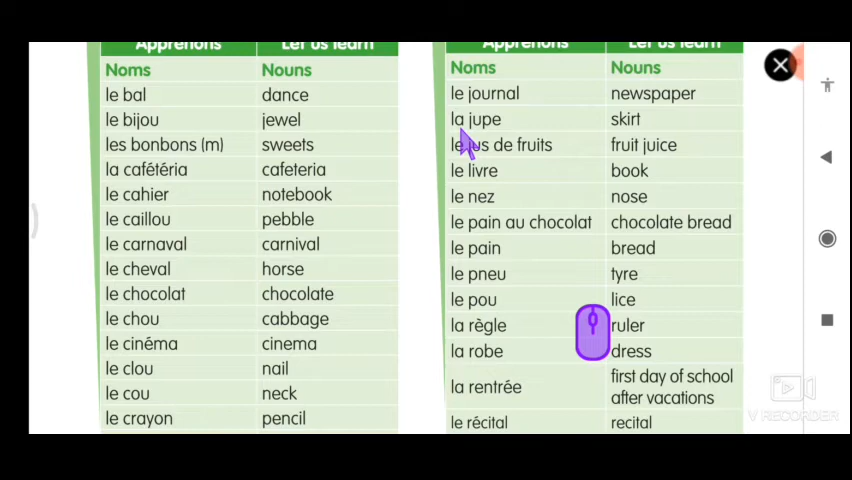 Apprenons Let us learn
Noms Nouns
le bal dance
le bijou jewel
les bonbons (m) sweets
la cafétéria cafeteria
le cahier notebook
le caillou pebble
le carnaval carnival
le cheval horse
le chocolat chocolate
le chou cabbage
le cinéma cinema
le clou nail
le cou neck
le crayon pencil
Apprenons Let us learn
Noms Nouns
le journal newspaper
la jupe skirt
le jus de fruits fruit juice
le livre book
le nez nose
le pain au chocolat chocolate bread
le pain bread
le pneu tyre
le pou lice
la règle ruler
la robe dress
la rentrée first day of school
after vacations
le récital recital
V RECORDER